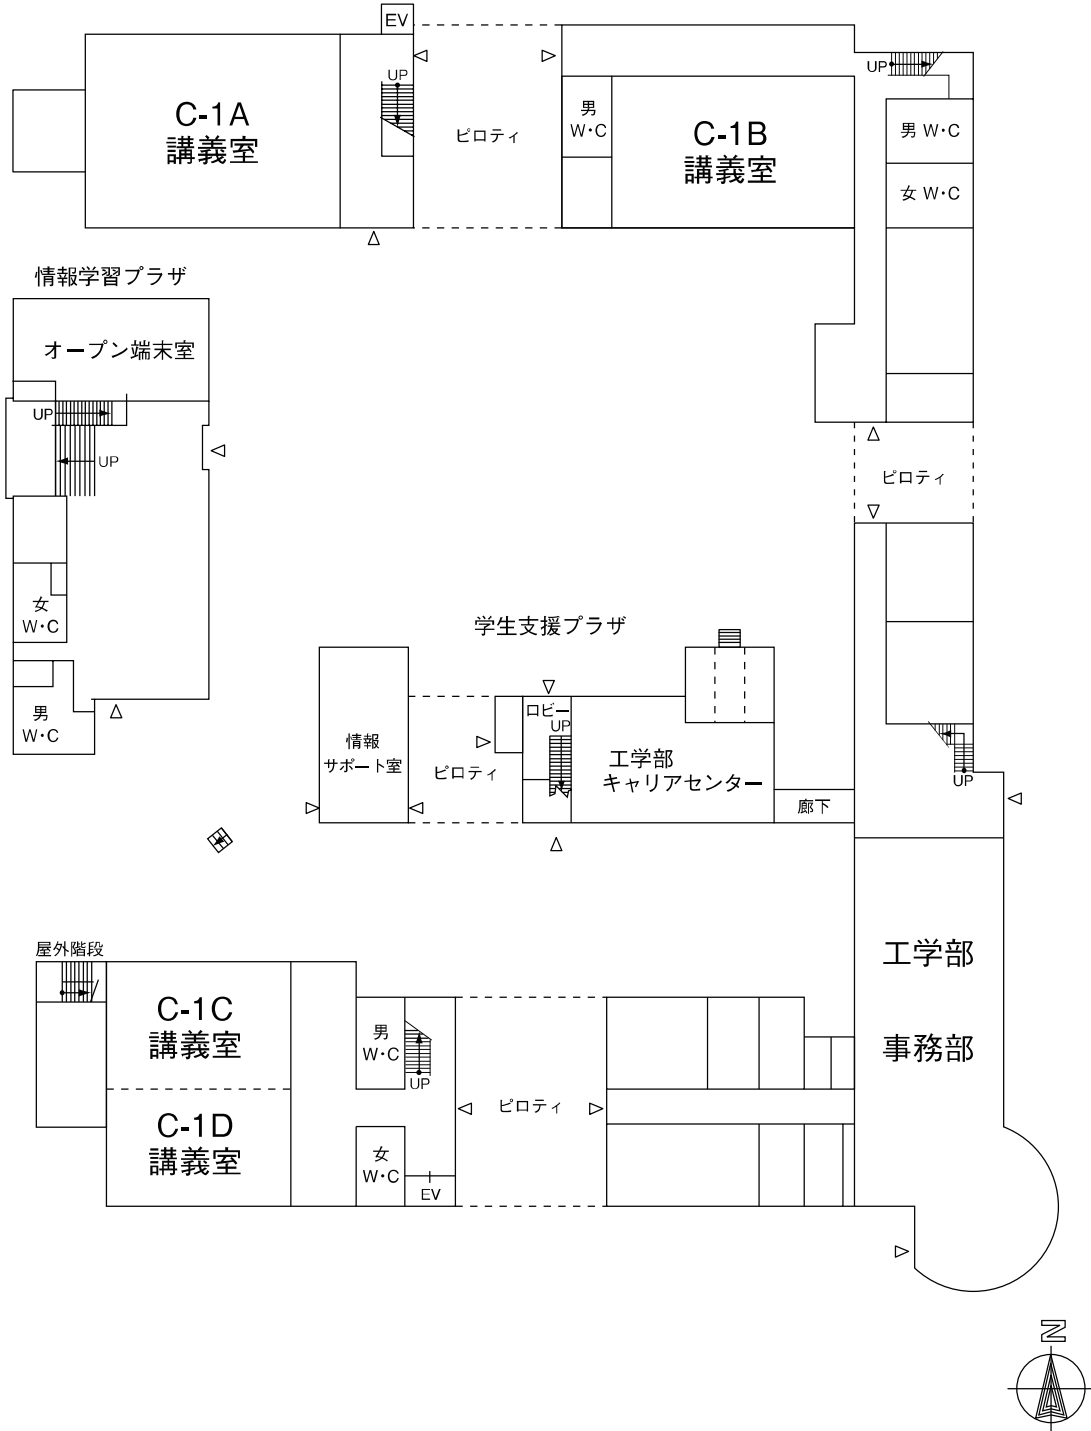 EV
UP
C-1A
講義室
ピロティ
男
W・C
C-1B
講義室
UP
男 W・C
女 W・C
情報学習プラザ
オープン端末室
UP
UP
女
W・C
男
W・C
ピロティ
学生支援プラザ
情報
サポート室
ピロティ
ロビー
UP
工学部
キャリアセンター
廊下
UP
屋外階段
C-1C
講義室
C-1D
講義室
男
W・C
UP
女
W・C
EV
ピロティ
工学部
事務部
N